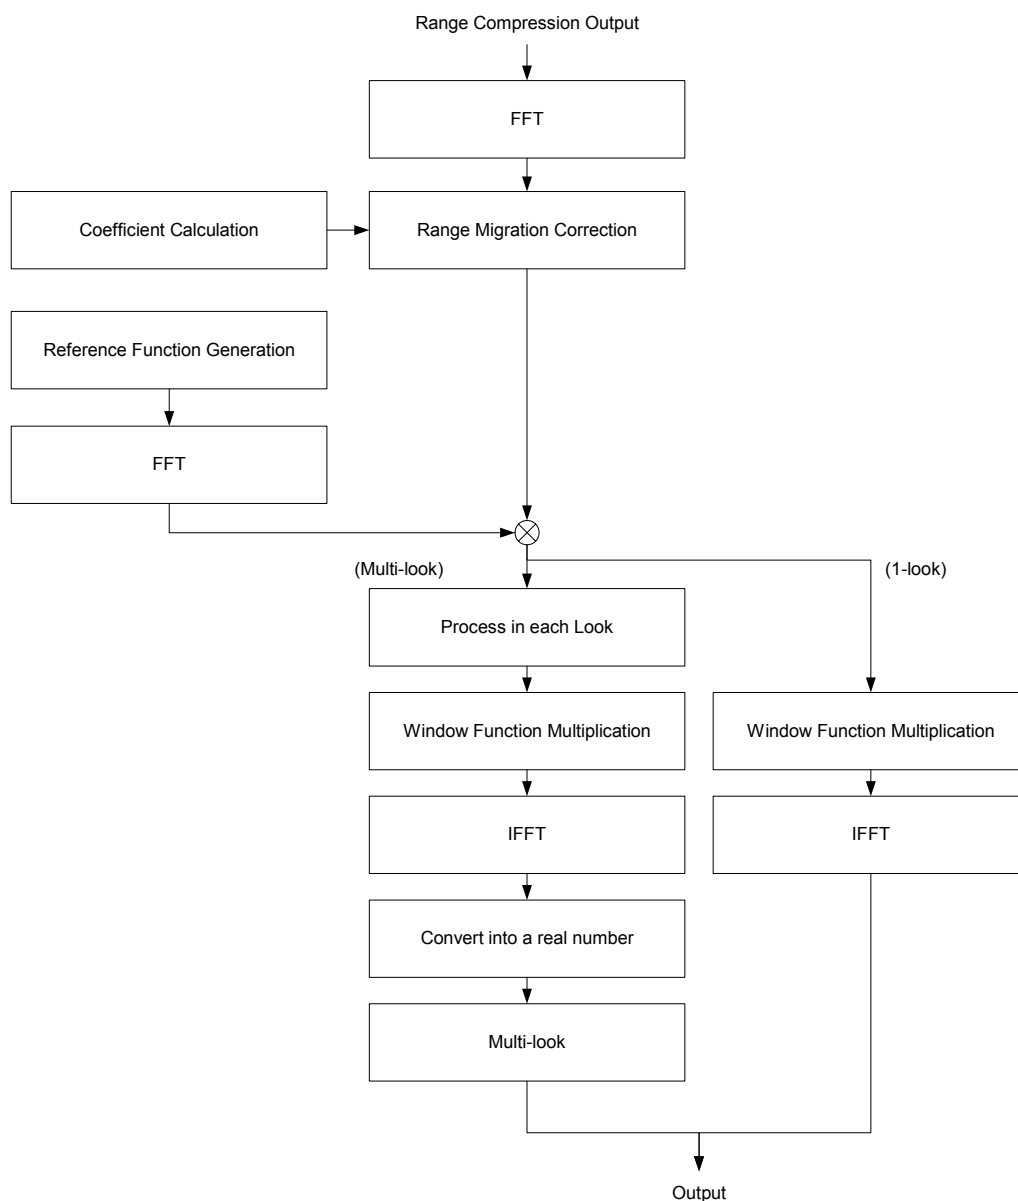 Range Compression Output
FFT
Coefficient Calculation
Range Migration Correction
Reference Function Generation
FFT
(Multi-look)
(1-look)
Process in each Look
Window Function Multiplication
Window Function Multiplication
IFFT
IFFT
Convert into a real number
Multi-look
Output